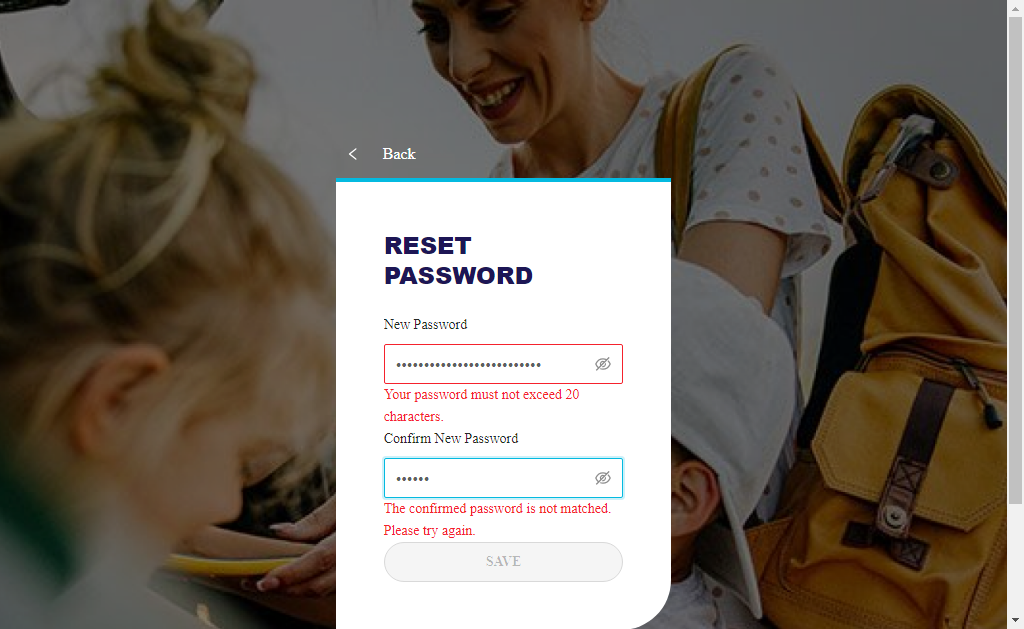 Back
RESET
PASSWORD
New Password
Your password must not exceed 20
characters.
Confirm New Password
The confirmed password is not matched.
Please try again.
SAVE